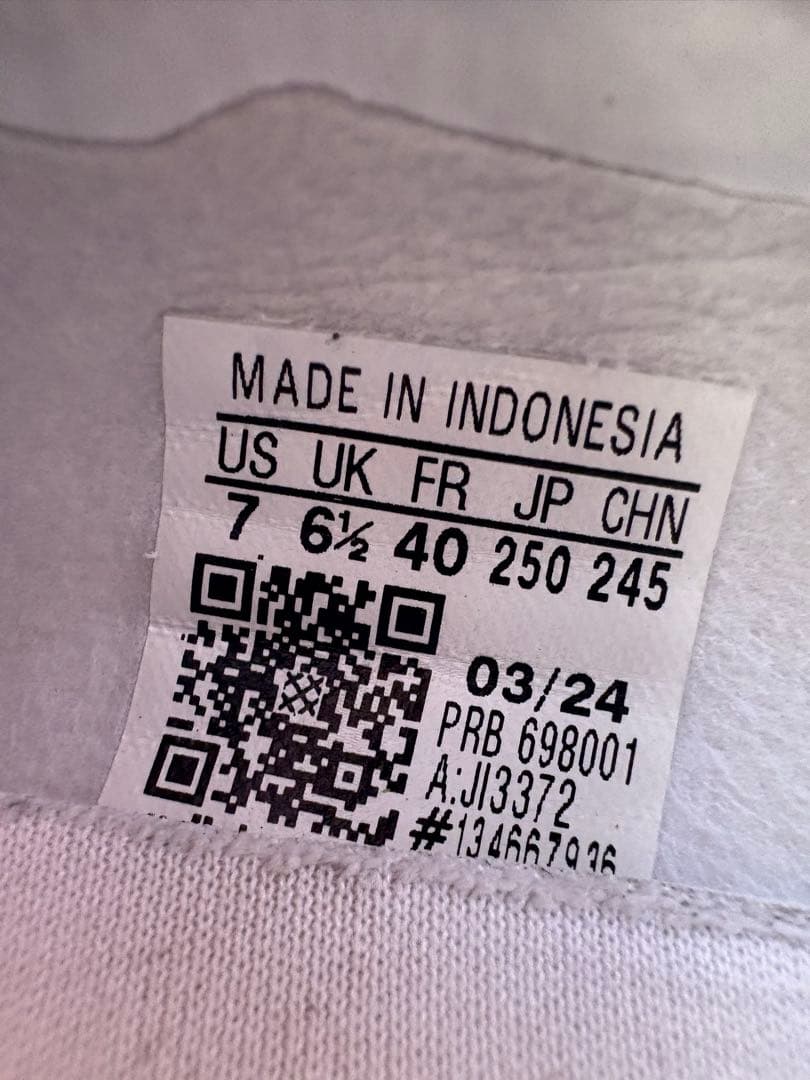 MADE IN INDONESIA
US UK FR JP CHN
7 6½ 40 250 245
03/24
PRB 698001
A:JI3372
#134667936